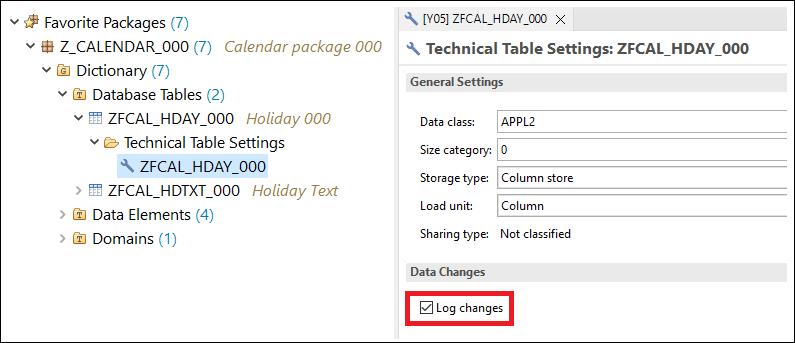 Favorite Packages (7)
Z_CALENDAR_000 (7) Calendar package 000
Dictionary (7)
Database Tables (2)
ZFCAL_HDAY_000 Holiday 000
Technical Table Settings
ZFCAL_HDAY_000
ZFCAL_HDTXT_000 Holiday Text
Data Elements (4)
Domains (1)
[Y05] ZFCAL_HDAY_000
Technical Table Settings: ZFCAL_HDAY_000
General Settings
Data class: APPL2
Size category: 0
Storage type: Column store
Load unit: Column
Sharing type: Not classified
Data Changes
Log changes